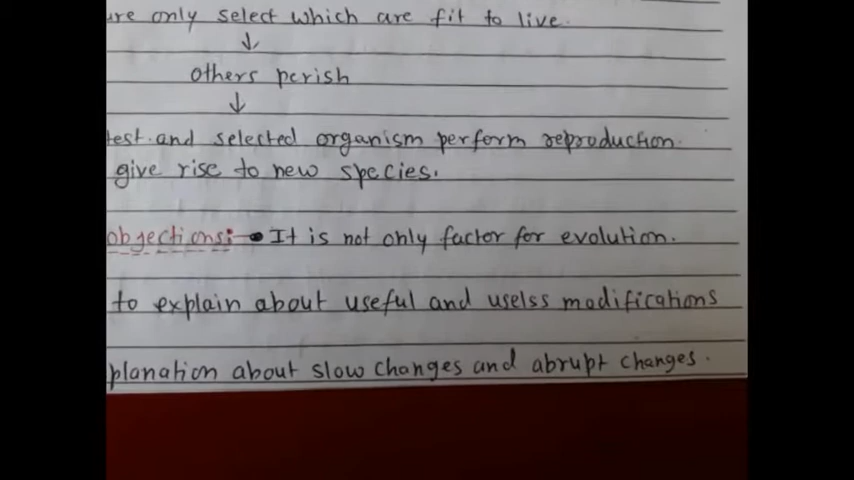 ure only select which are fit to live.
↓
others perish
↓
test and selected organism perform reproduction.
give rise to new species.
objections:- • It is not only factor for evolution.
to explain about useful and uselss modifications
planation about slow changes and abrupt changes.